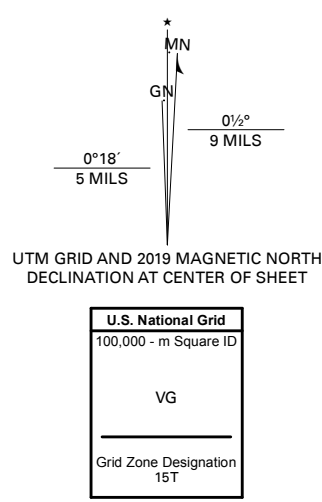 ★
MN
GN
0½°
9 MILS
0°18´
5 MILS
UTM GRID AND 2019 MAGNETIC NORTH
DECLINATION AT CENTER OF SHEET
U.S. National Grid
100,000 - m Square ID
VG
Grid Zone Designation
15T